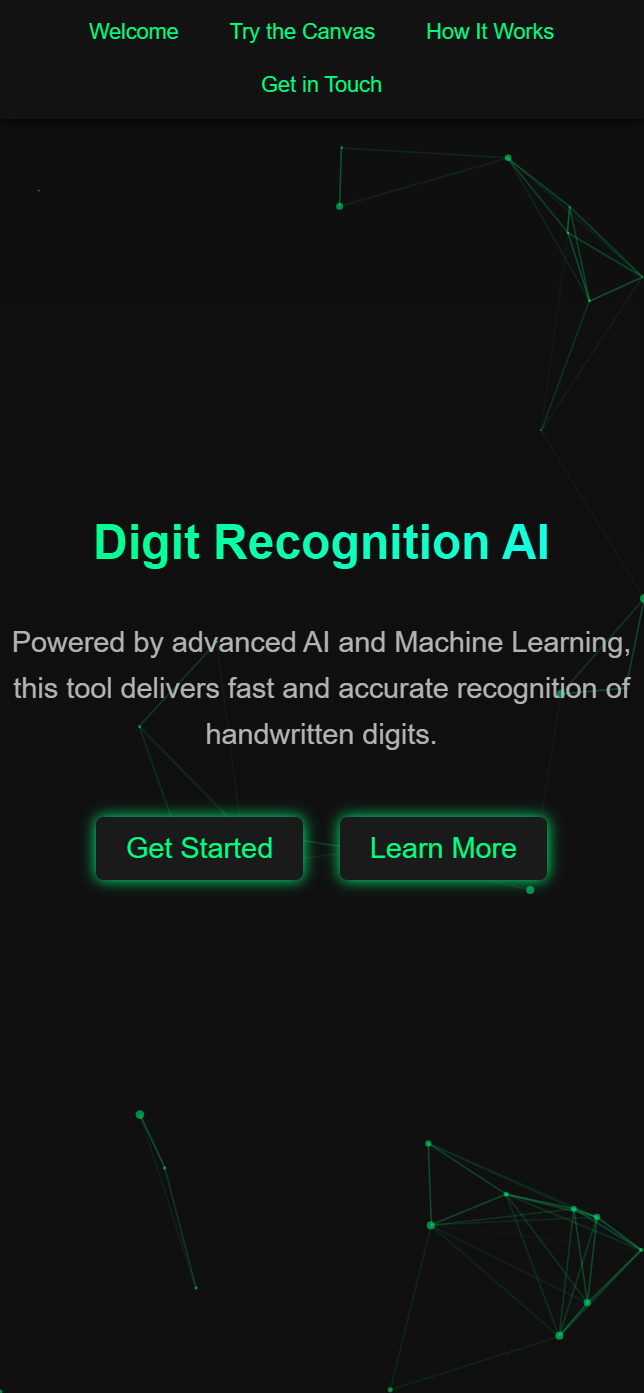 Welcome Try the Canvas How It Works
Get in Touch
Digit Recognition AI
Powered by advanced AI and Machine Learning,
this tool delivers fast and accurate recognition of
handwritten digits.
Get Started Learn More